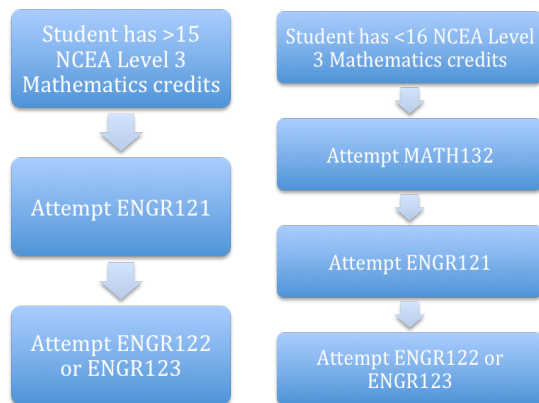 Student has >15
NCEA Level 3
Mathematics credits
Attempt ENGR121
Attempt ENGR122
or ENGR123
Student has <16 NCEA Level
3 Mathematics credits
Attempt MATH132
Attempt ENGR121
Attempt ENGR122 or
ENGR123